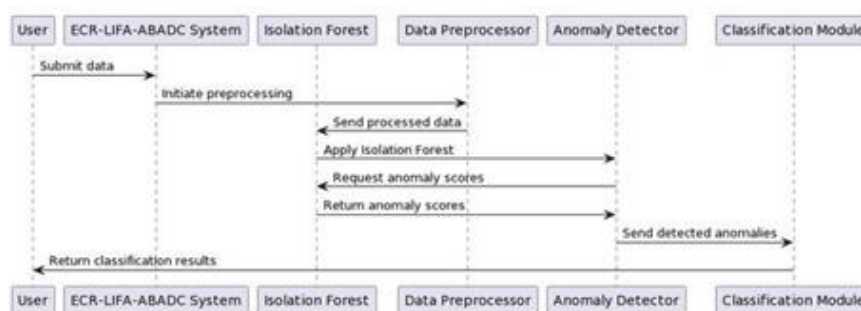 User ECR-LIFA-ABADC System Isolation Forest Data Preprocessor Anomaly Detector Classification Module
Submit data
Initiate preprocessing
Send processed data
Apply Isolation Forest
Request anomaly scores
Return anomaly scores
Send detected anomalies
Return classification results
User ECR-LIFA-ABADC System Isolation Forest Data Preprocessor Anomaly Detector Classification Module